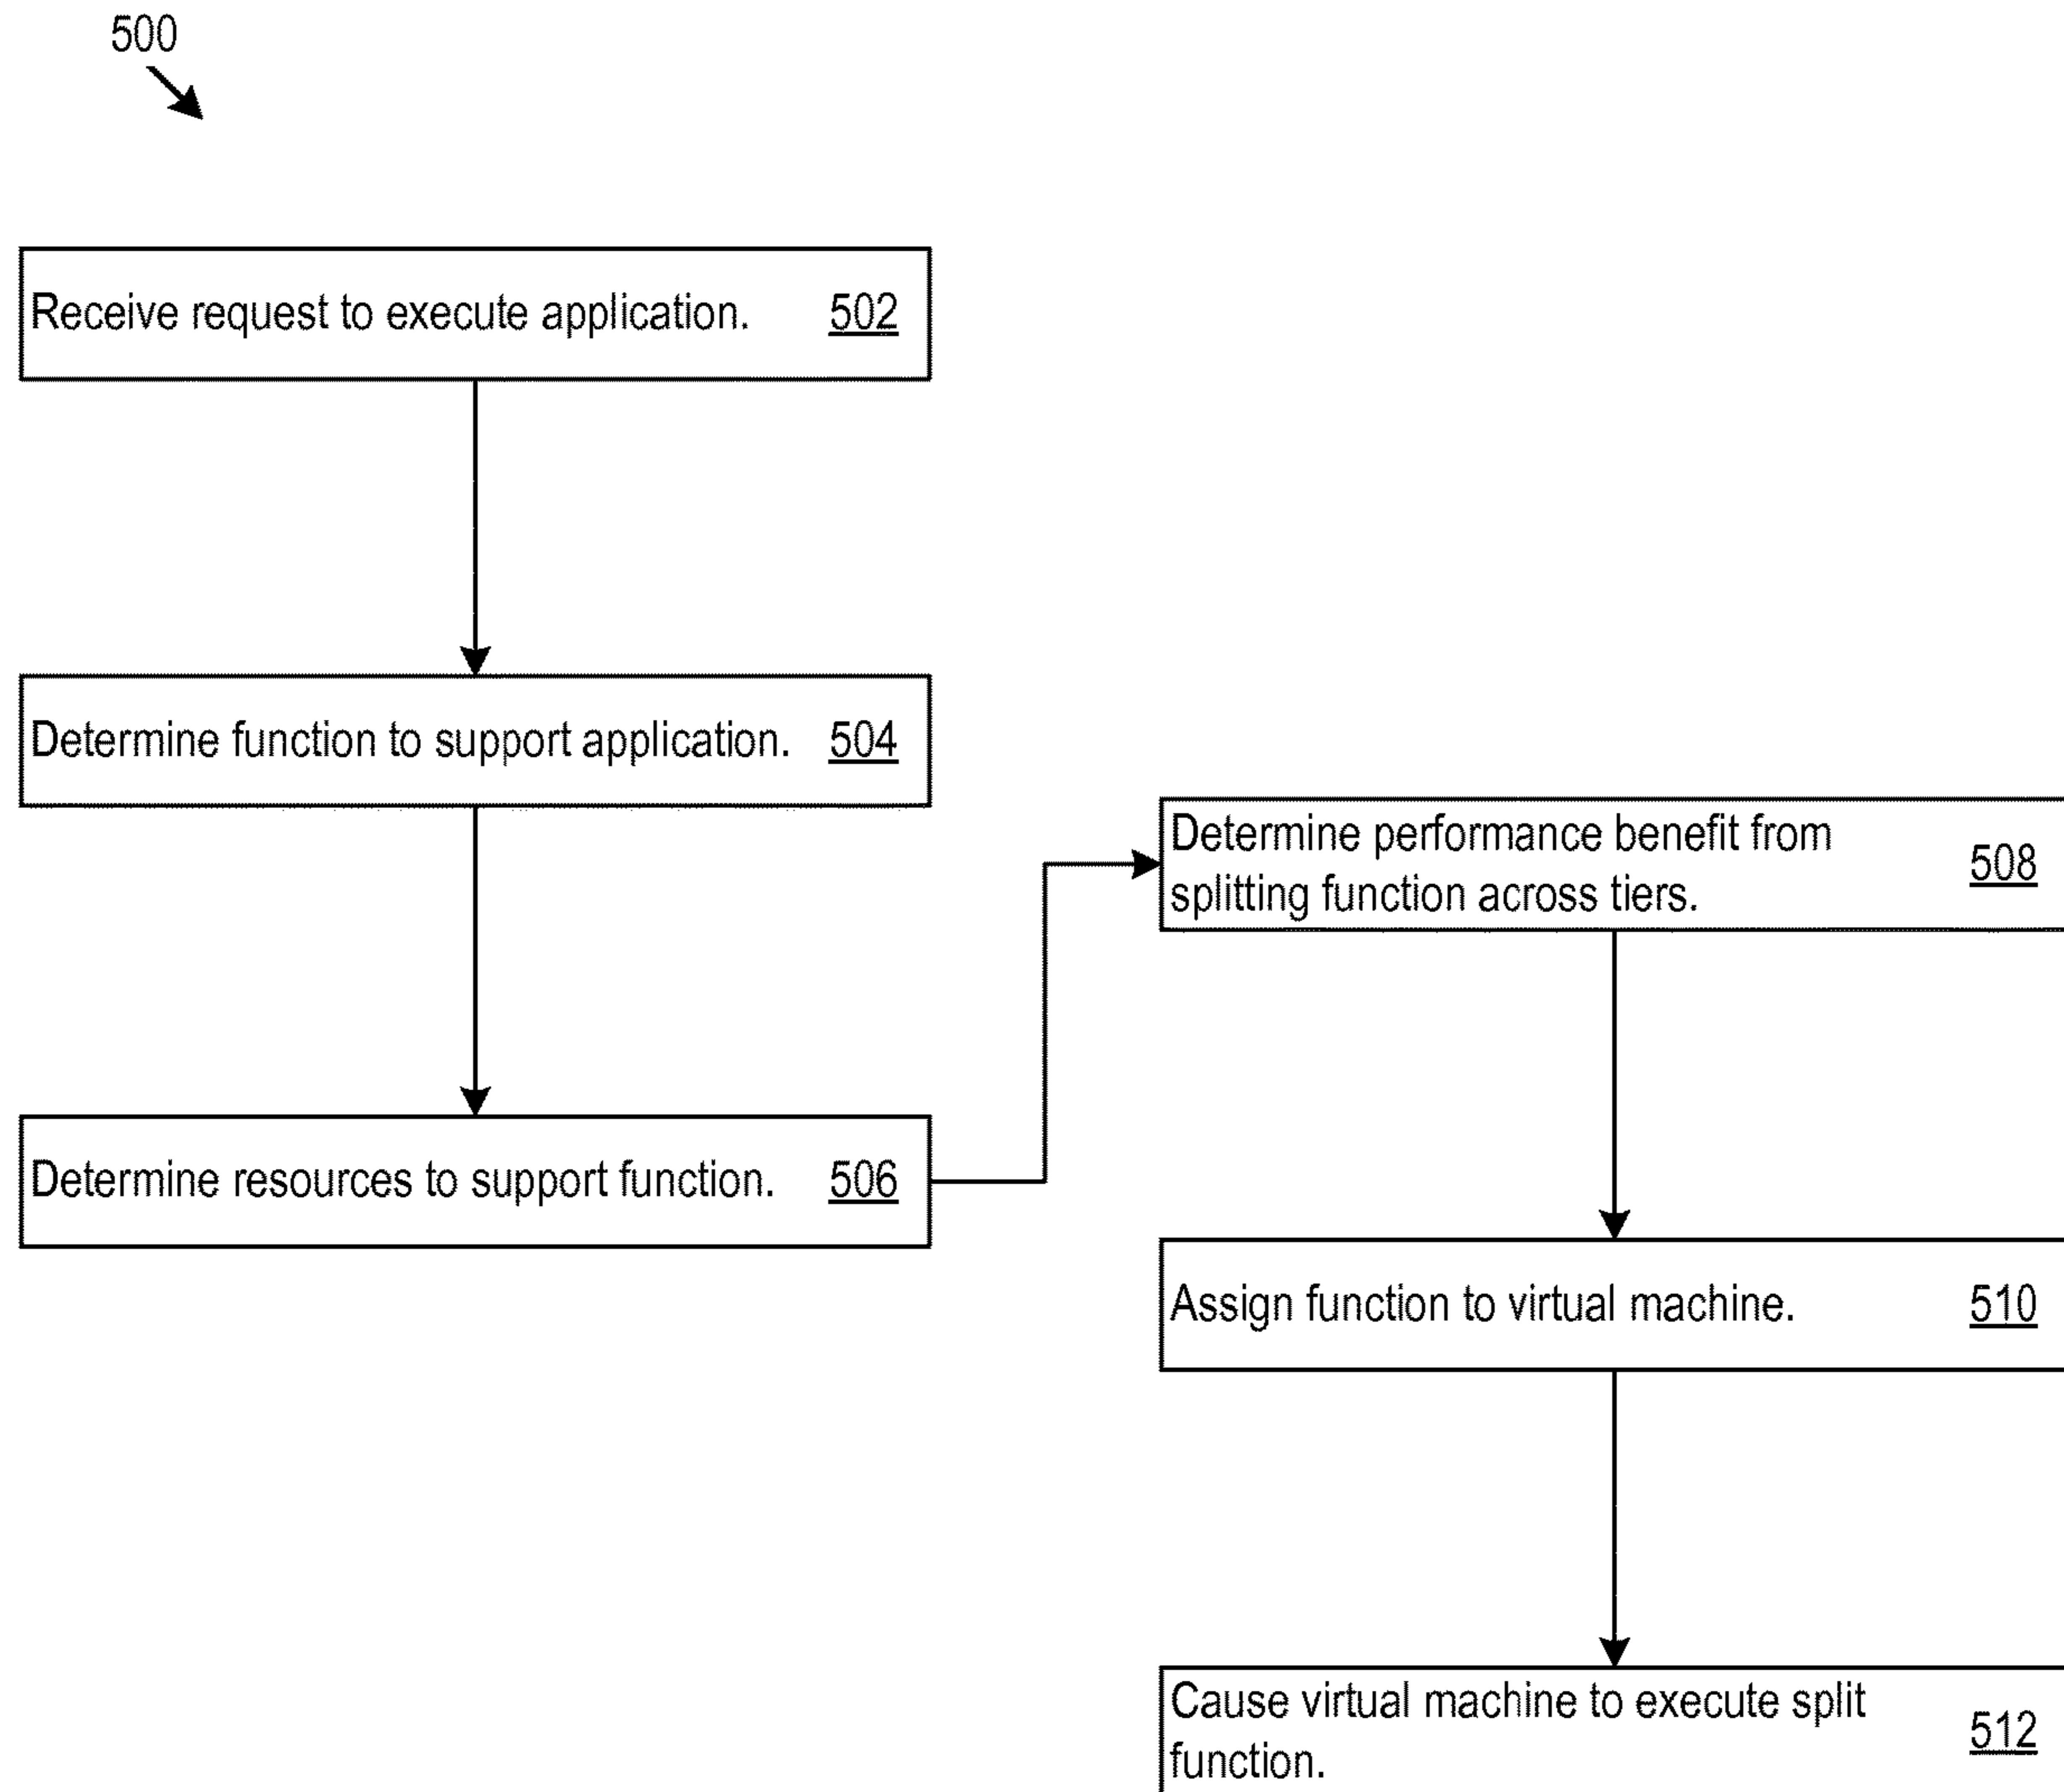 500
Receive request to execute application. 502
Determine function to support application. 504
Determine resources to support function. 506
Determine performance benefit from
splitting function across tiers. 508
Assign function to virtual machine. 510
Cause virtual machine to execute split
function. 512